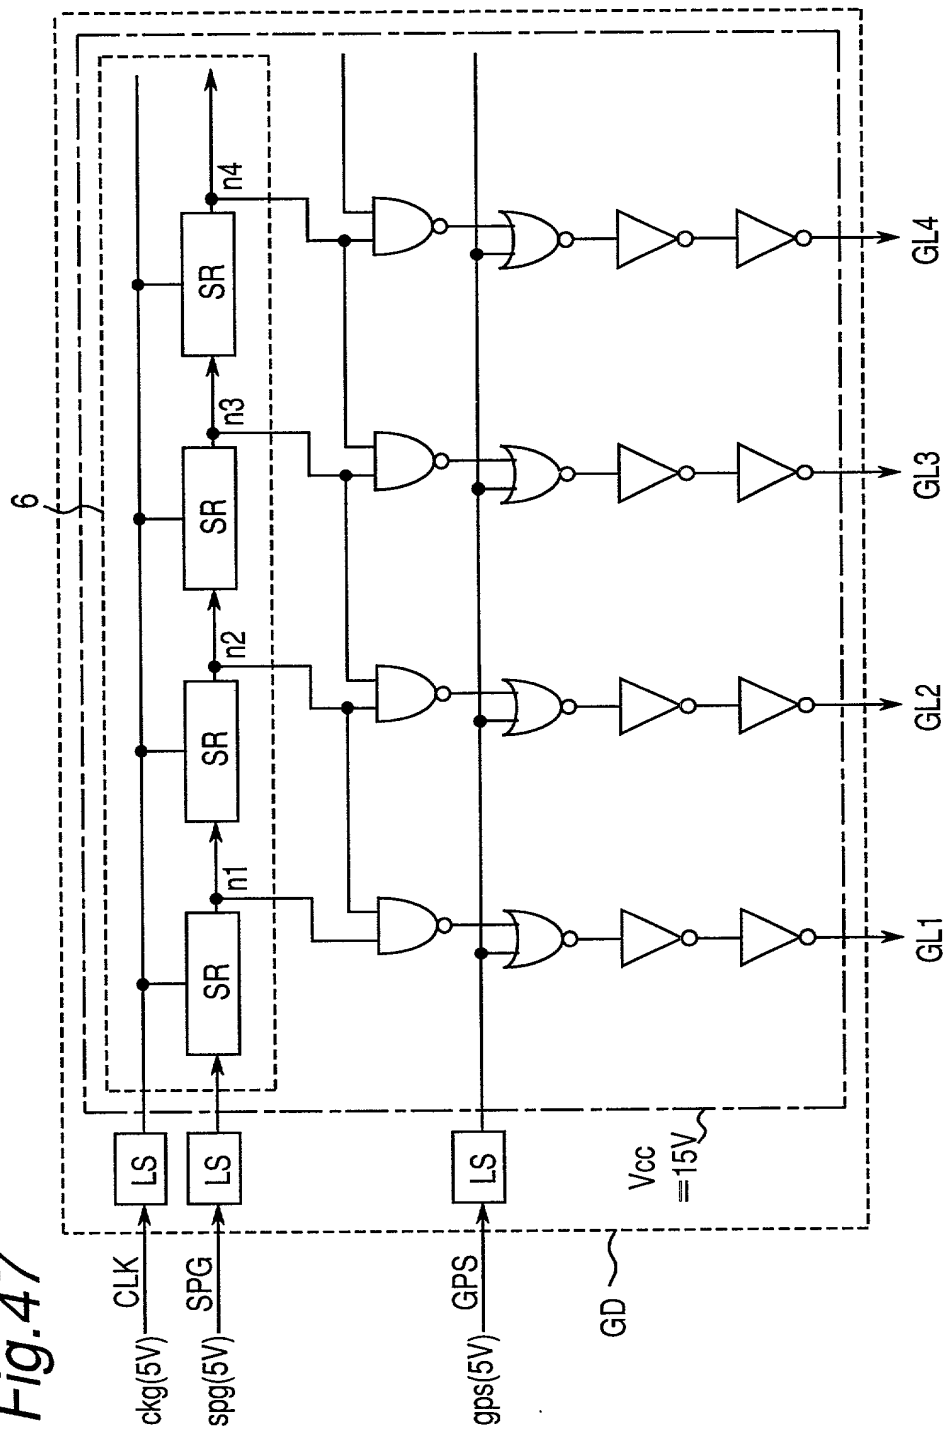 Fig.47
6
ckg(5V)
CLK
LS
spg(5V)
SPG
LS
SR
n1
SR
n2
SR
n3
SR
n4
gps(5V)
GPS
LS
GD
Vcc
=15V
GL1
GL2
GL3
GL4